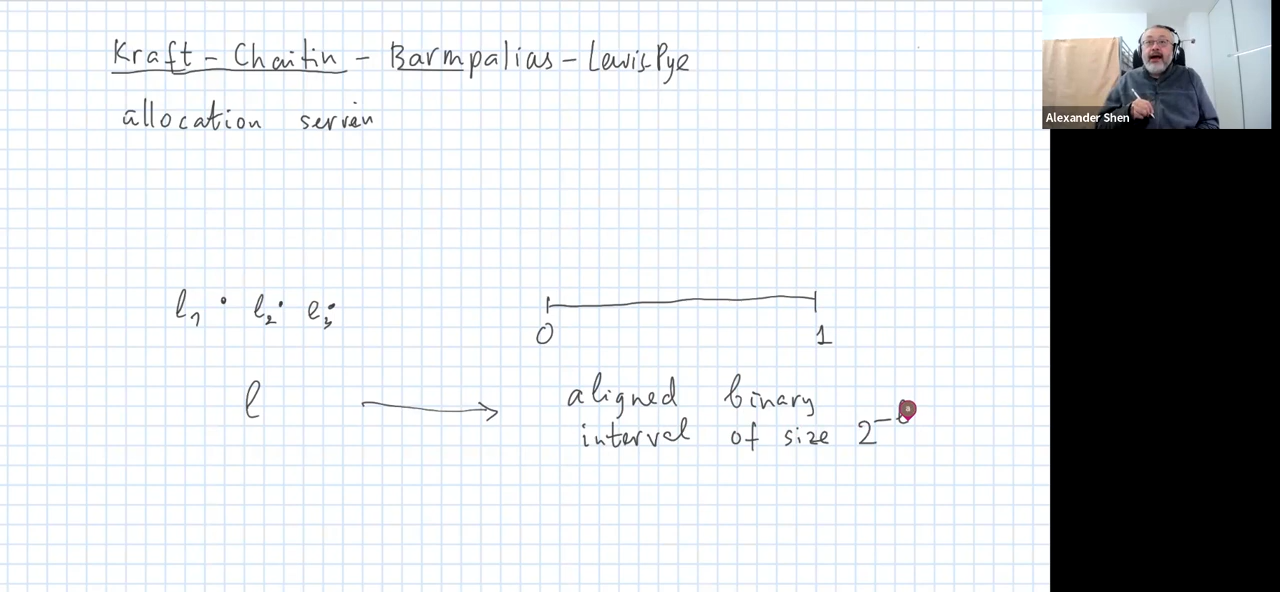 Kraft – Chaitin – Barmpalias – Lewis-Pye
allocation
Alexander Shen
l₁ l₂ l₃
0 1
l ⟶ aligned binary
interval of size 2